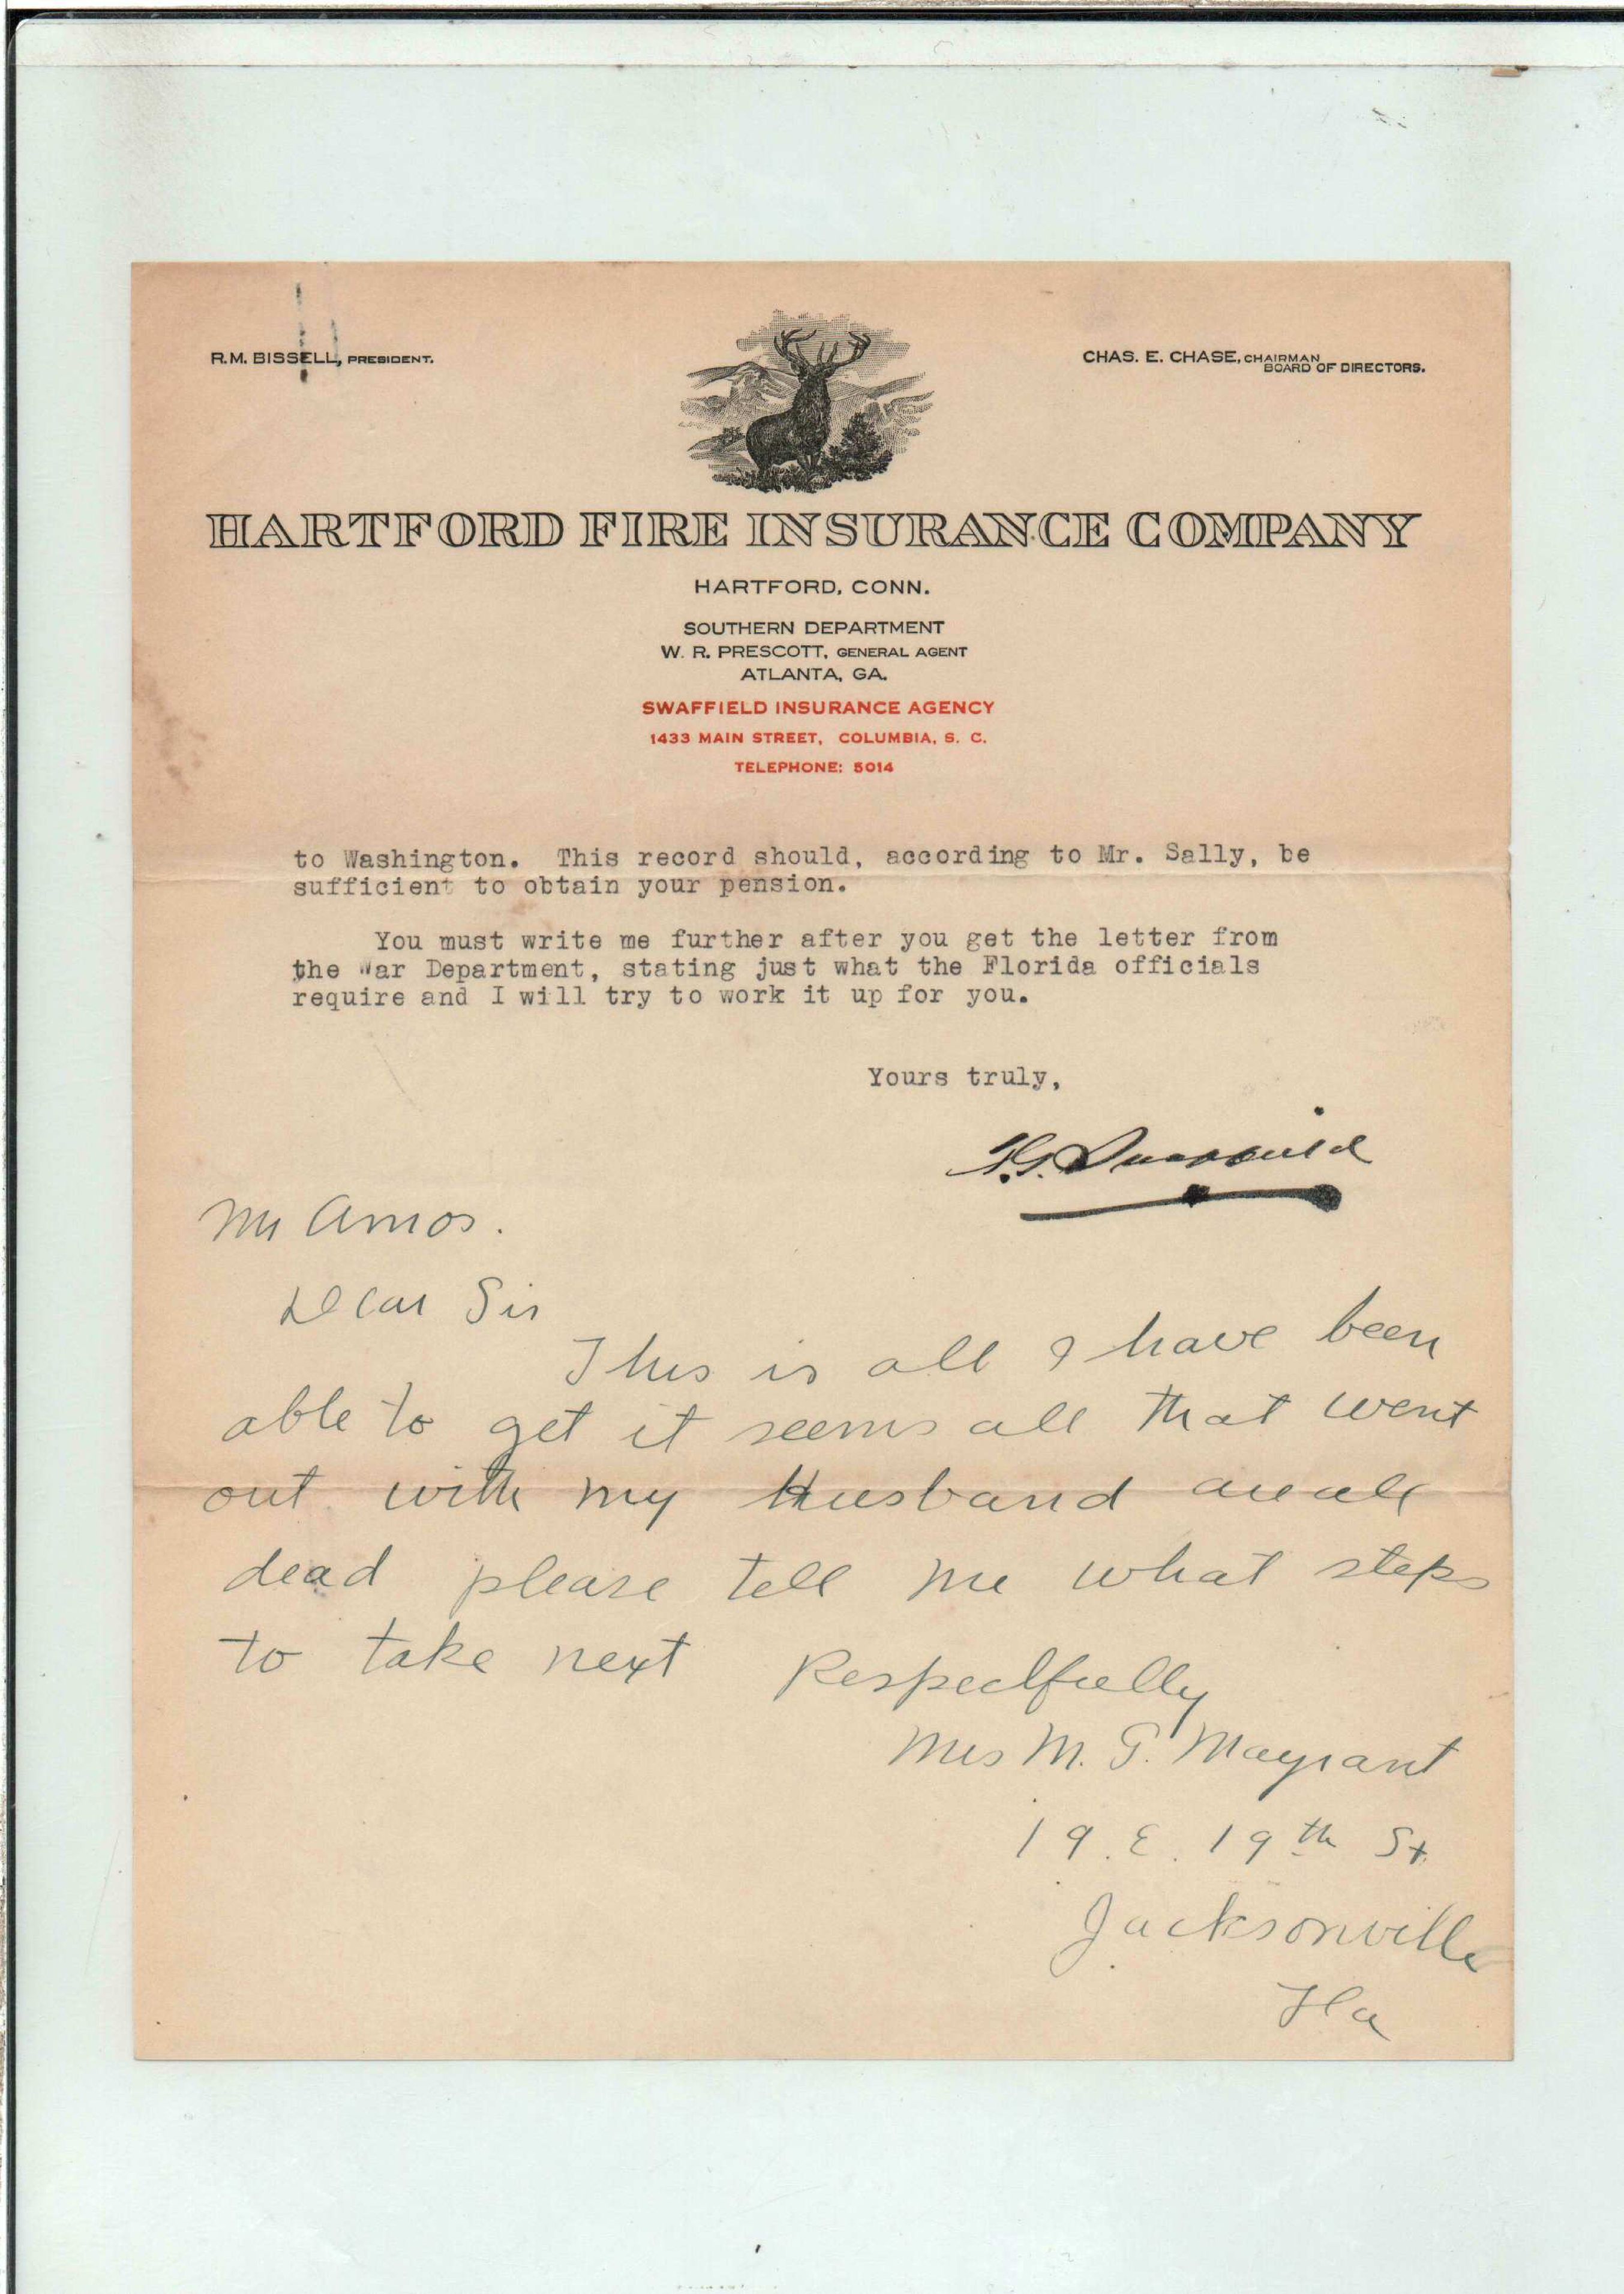 R.M. BISSELL, PRESIDENT.
CHAS. E. CHASE, CHAIRMAN
BOARD OF DIRECTORS.
HARTFORD FIRE INSURANCE COMPANY
HARTFORD, CONN.
SOUTHERN DEPARTMENT
W. R. PRESCOTT, GENERAL AGENT
ATLANTA, GA.
SWAFFIELD INSURANCE AGENCY
1433 MAIN STREET, COLUMBIA, S. C.
TELEPHONE: 5014
to Washington. This record should, according to Mr. Sally, be
sufficient to obtain your pension.
You must write me further after you get the letter from
the War Department, stating just what the Florida officials
require and I will try to work it up for you.
Yours truly,
Mr Amos.
Dear Sir
This is all I have been
able to get it seems all that went
out with my Husband are all
dead please tell me what steps
to take next Respectfully
Mrs M. G. Mayrant
19. E. 19th St
Jacksonville
Fla